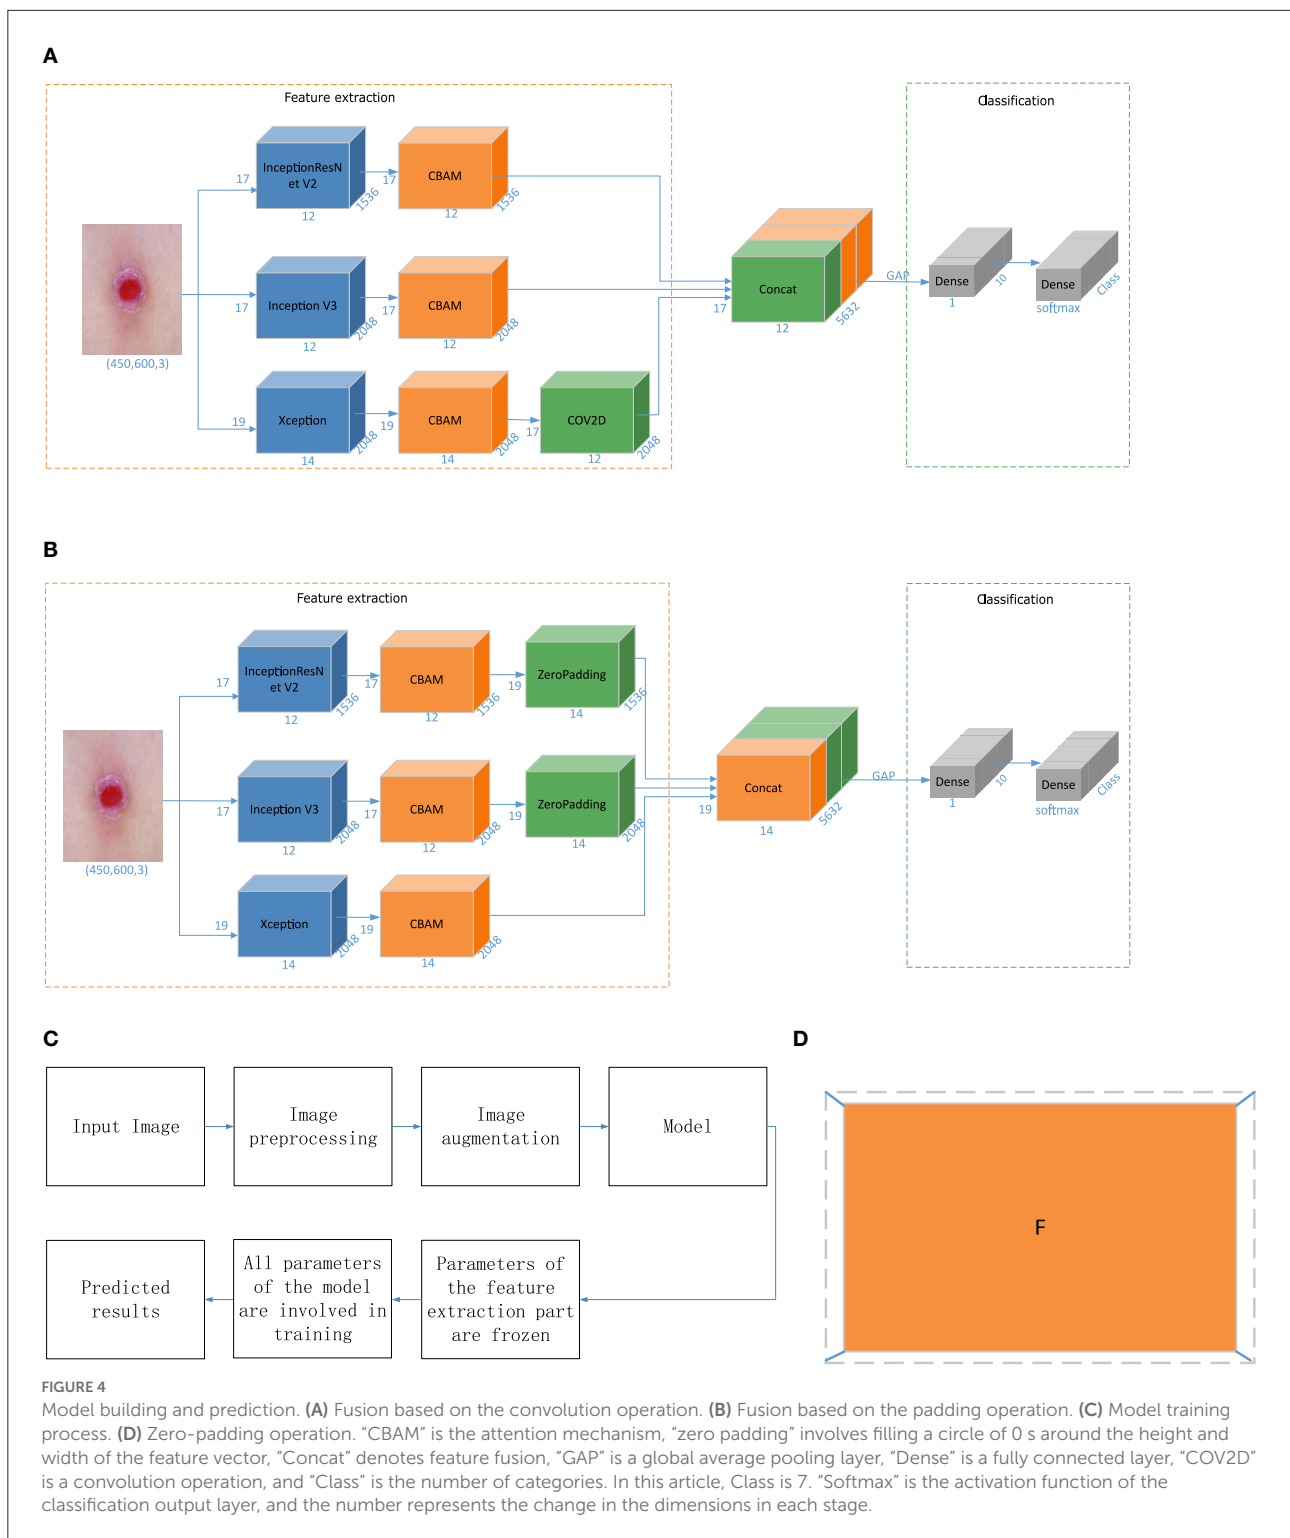 A
Feature extraction
Classification
InceptionResN
et V2
17
12
1536
CBAM
17
12
1536
Inception V3
17
12
2048
CBAM
17
12
2048
(450,600,3)
Xception
19
14
2048
CBAM
19
14
2048
COV2D
17
12
2048
Concat
17
12
5632
GAP
Dense
1
10
Dense
softmax
Class
B
Feature extraction
Classification
InceptionResN
et V2
17
12
1536
CBAM
17
12
1536
ZeroPadding
19
14
1536
Inception V3
17
12
2048
CBAM
17
12
2048
ZeroPadding
19
14
2048
(450,600,3)
Xception
19
14
2048
CBAM
19
14
2048
Concat
19
14
5632
GAP
Dense
1
10
Dense
softmax
Class
C
Input Image
Image
preprocessing
Image
augmentation
Model
Predicted
results
All parameters
of the model
are involved in
training
Parameters of
the feature
extraction part
are frozen
D
F
FIGURE 4
Model building and prediction. (A) Fusion based on the convolution operation. (B) Fusion based on the padding operation. (C) Model training
process. (D) Zero-padding operation. “CBAM” is the attention mechanism, “zero padding” involves filling a circle of 0 s around the height and
width of the feature vector, “Concat” denotes feature fusion, “GAP” is a global average pooling layer, “Dense” is a fully connected layer, “COV2D”
is a convolution operation, and “Class” is the number of categories. In this article, Class is 7. “Softmax” is the activation function of the
classification output layer, and the number represents the change in the dimensions in each stage.